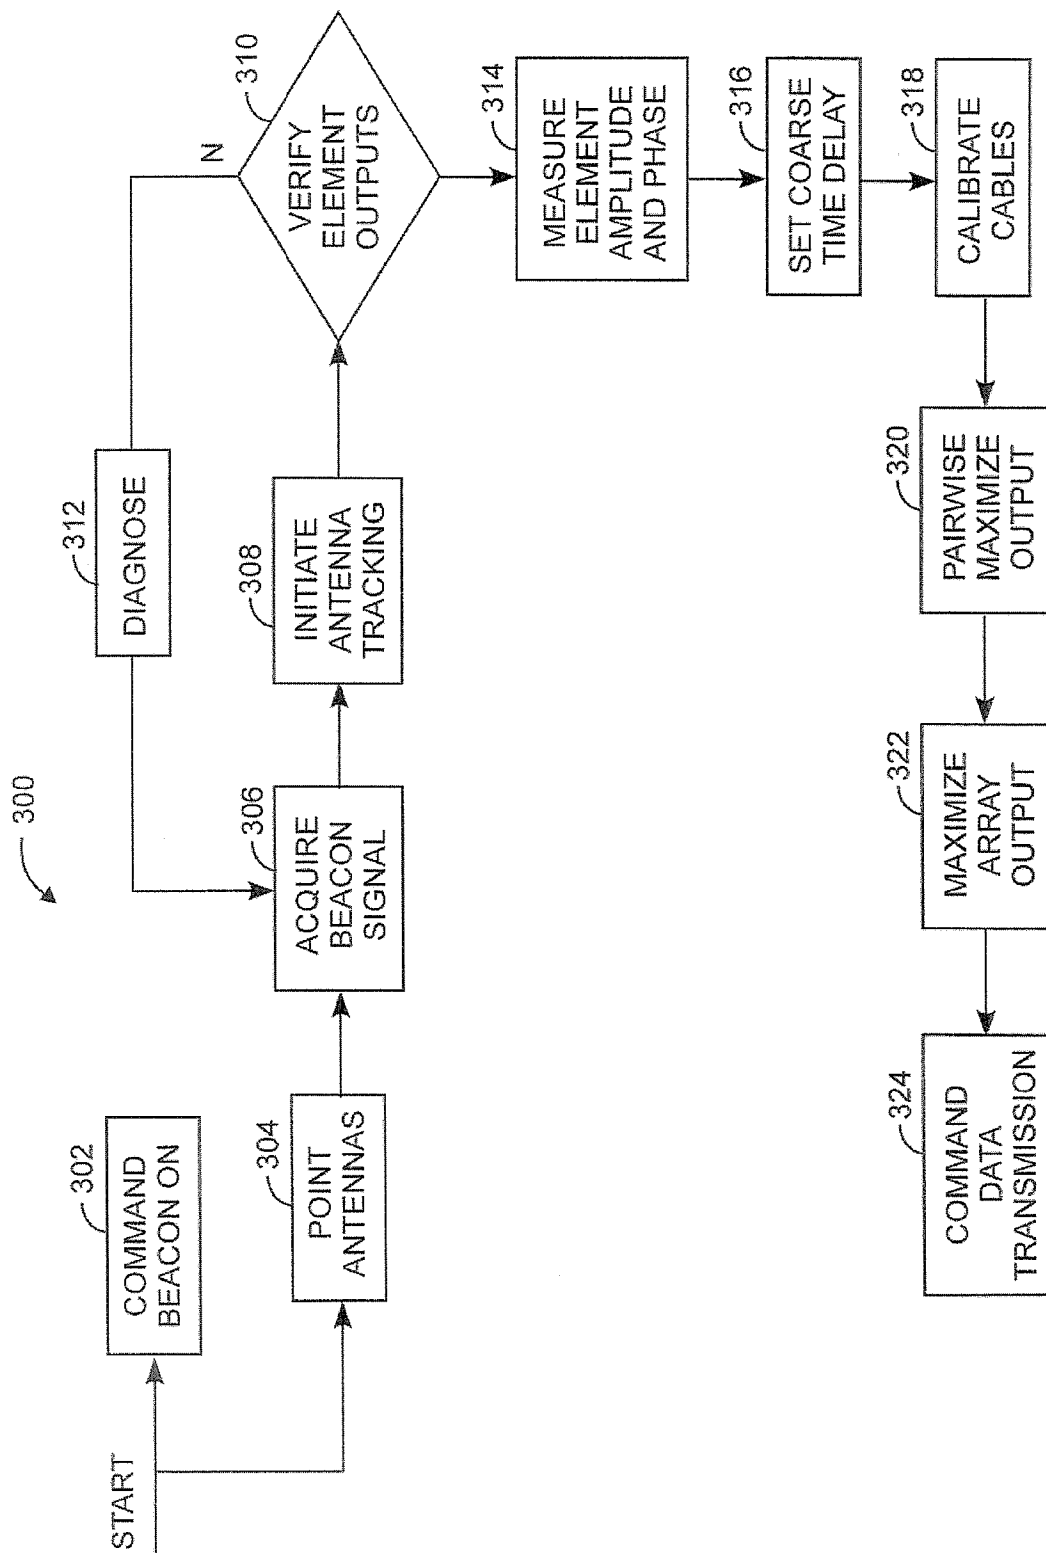 300
START
302
COMMAND
BEACON ON
304
POINT
ANTENNAS
306
ACQUIRE
BEACON
SIGNAL
308
INITIATE
ANTENNA
TRACKING
310
VERIFY
ELEMENT
OUTPUTS
N
312
DIAGNOSE
314
MEASURE
ELEMENT
AMPLITUDE
AND PHASE
316
SET COARSE
TIME DELAY
318
CALIBRATE
CABLES
320
PAIRWISE
MAXIMIZE
OUTPUT
322
MAXIMIZE
ARRAY
OUTPUT
324
COMMAND
DATA
TRANSMISSION